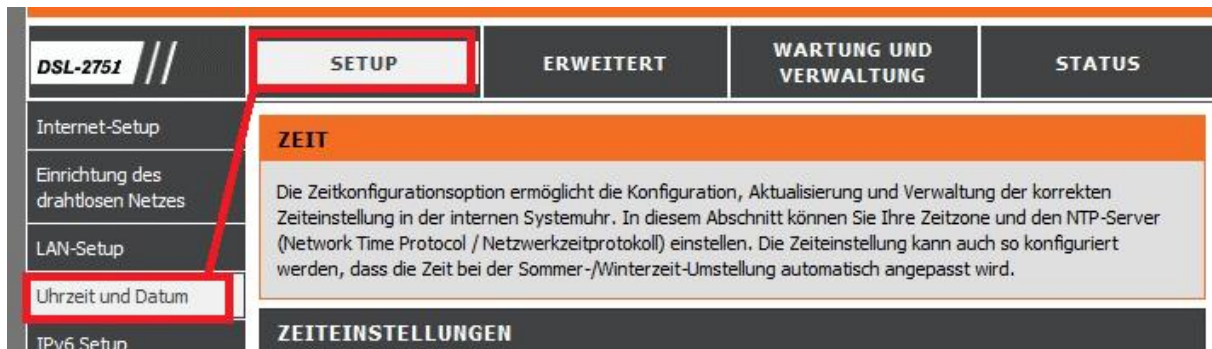 DSL-2751
SETUP
ERWEITERT
WARTUNG UND
VERWALTUNG
STATUS
Internet-Setup
Einrichtung des
drahtlosen Netzes
LAN-Setup
Uhrzeit und Datum
IPv6 Setup
ZEIT
Die Zeitkonfigurationsoption ermöglicht die Konfiguration, Aktualisierung und Verwaltung der korrekten
Zeiteinstellung in der internen Systemuhr. In diesem Abschnitt können Sie Ihre Zeitzone und den NTP-Server
(Network Time Protocol / Netzwerkzeitprotokoll) einstellen. Die Zeiteinstellung kann auch so konfiguriert
werden, dass die Zeit bei der Sommer-/Winterzeit-Umstellung automatisch angepasst wird.
ZEITEINSTELLUNGEN